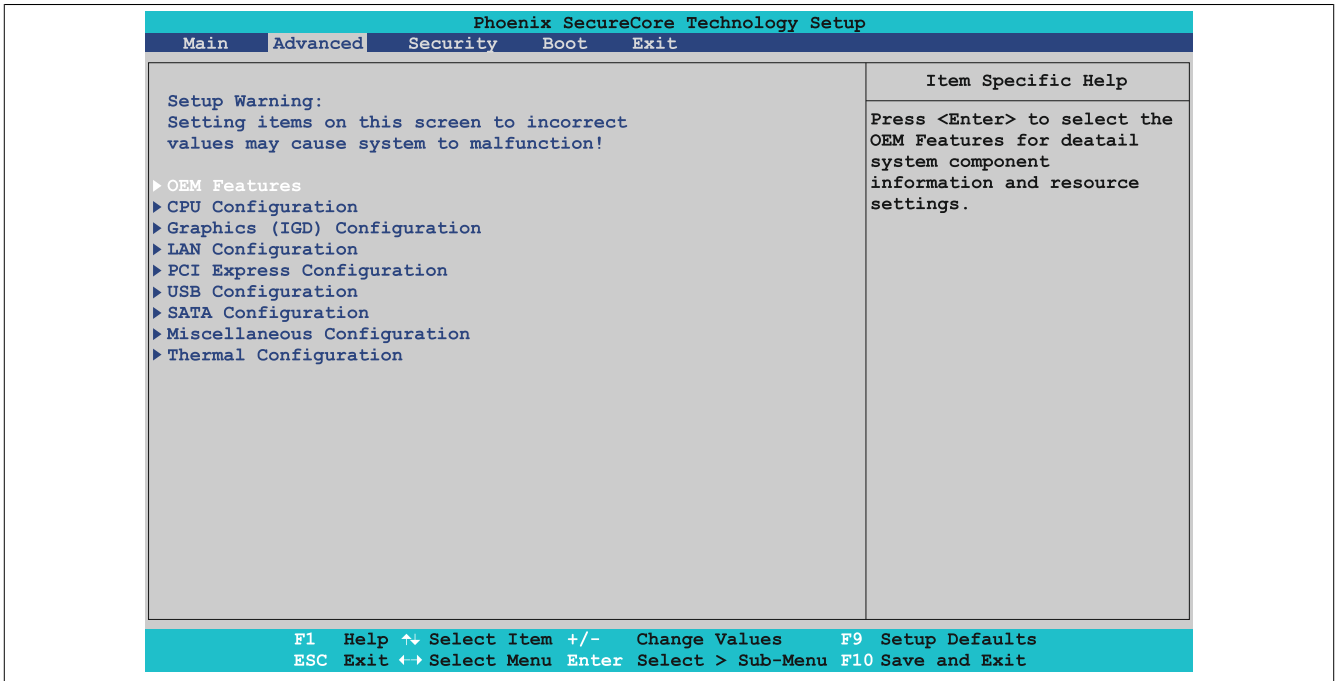 Phoenix SecureCore Technology Setup
Main Advanced Security Boot Exit
Setup Warning:
Setting items on this screen to incorrect
values may cause system to malfunction!
OEM Features
CPU Configuration
Graphics (IGD) Configuration
LAN Configuration
PCI Express Configuration
USB Configuration
SATA Configuration
Miscellaneous Configuration
Thermal Configuration
Item Specific Help
Press <Enter> to select the
OEM Features for deatail
system component
information and resource
settings.
F1 Help ↑↓ Select Item +/- Change Values F9 Setup Defaults
ESC Exit ←→ Select Menu Enter Select > Sub-Menu F10 Save and Exit